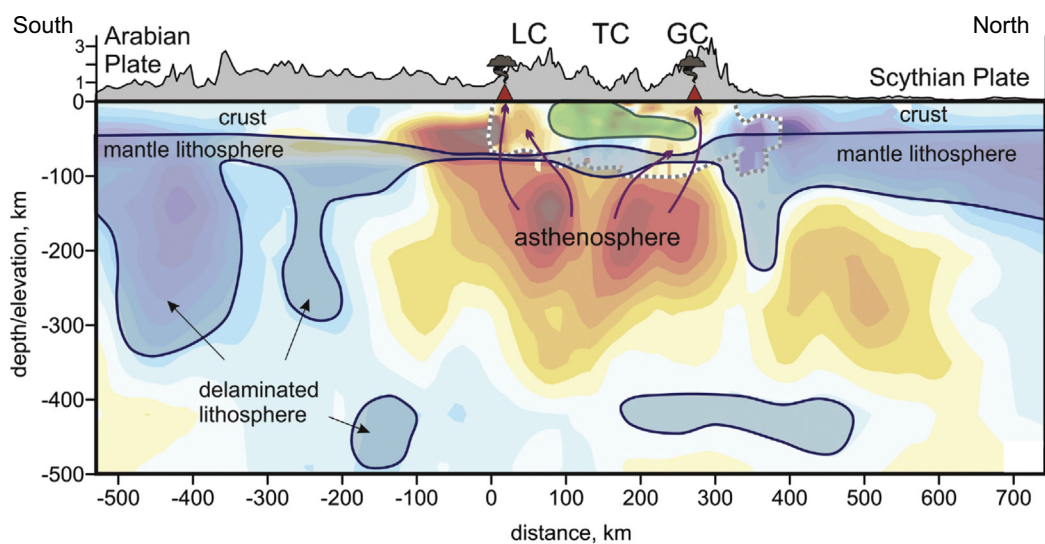 South
North
Arabian
Plate
LC
TC
GC
Scythian Plate
3
2
1
0
crust
crust
mantle lithosphere
mantle lithosphere
-100
asthenosphere
-200
-300
delaminated
lithosphere
-400
-500
depth/elevation, km
-500
-400
-300
-200
-100
0
100
200
300
400
500
600
700
distance, km